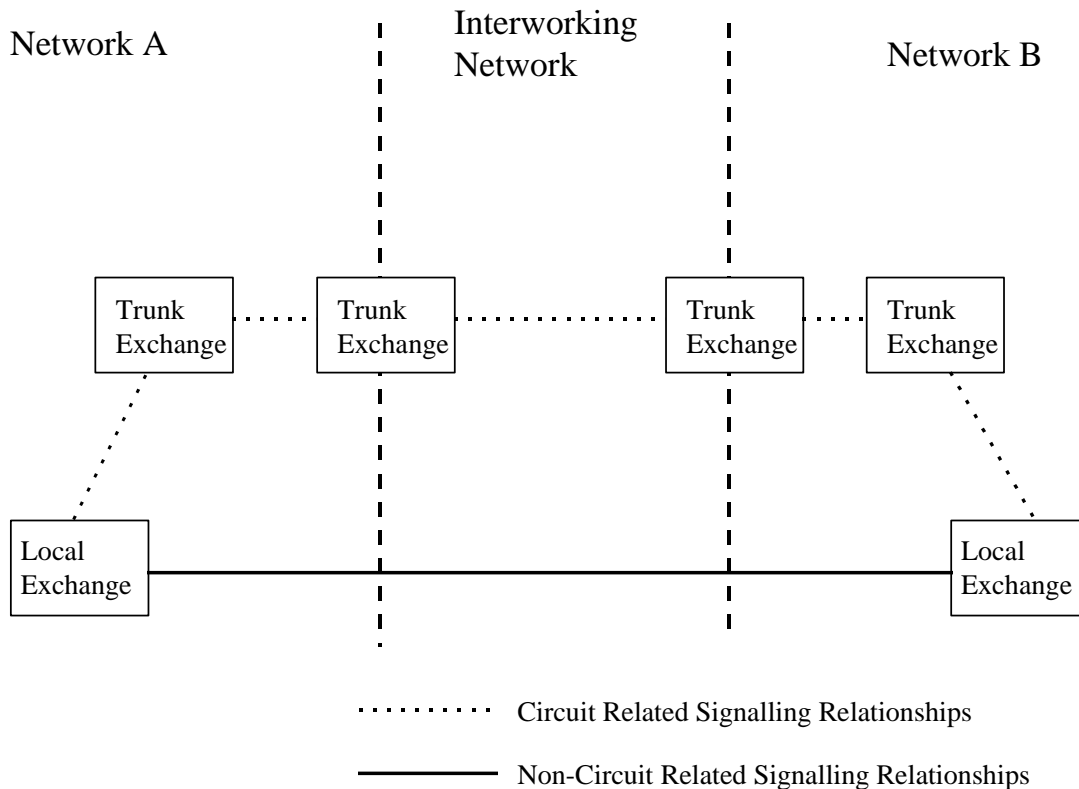 Network A
Interworking
Network
Network B
Trunk
Exchange
Trunk
Exchange
Trunk
Exchange
Trunk
Exchange
Local
Exchange
Local
Exchange
Circuit Related Signalling Relationships
Non-Circuit Related Signalling Relationships